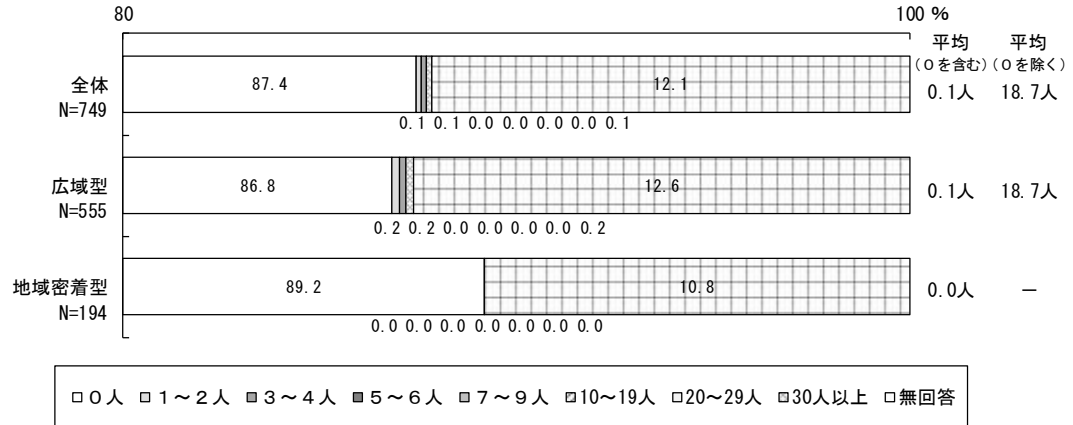 80 100 %
平均 平均
(０を含む) (０を除く)
全体 87.4 12.1 0.1人 18.7人
N=749
0.1 0.1 0.0 0.0 0.0 0.0 0.1
広域型 86.8 12.6 0.1人 18.7人
N=555
0.2 0.2 0.0 0.0 0.0 0.0 0.2
地域密着型 89.2 10.8 0.0人 －
N=194
0.0 0.0 0.0 0.0 0.0 0.0 0.0
０人 １～２人 ３～４人 ５～６人 ７～９人 10～19人 20～29人 30人以上 無回答